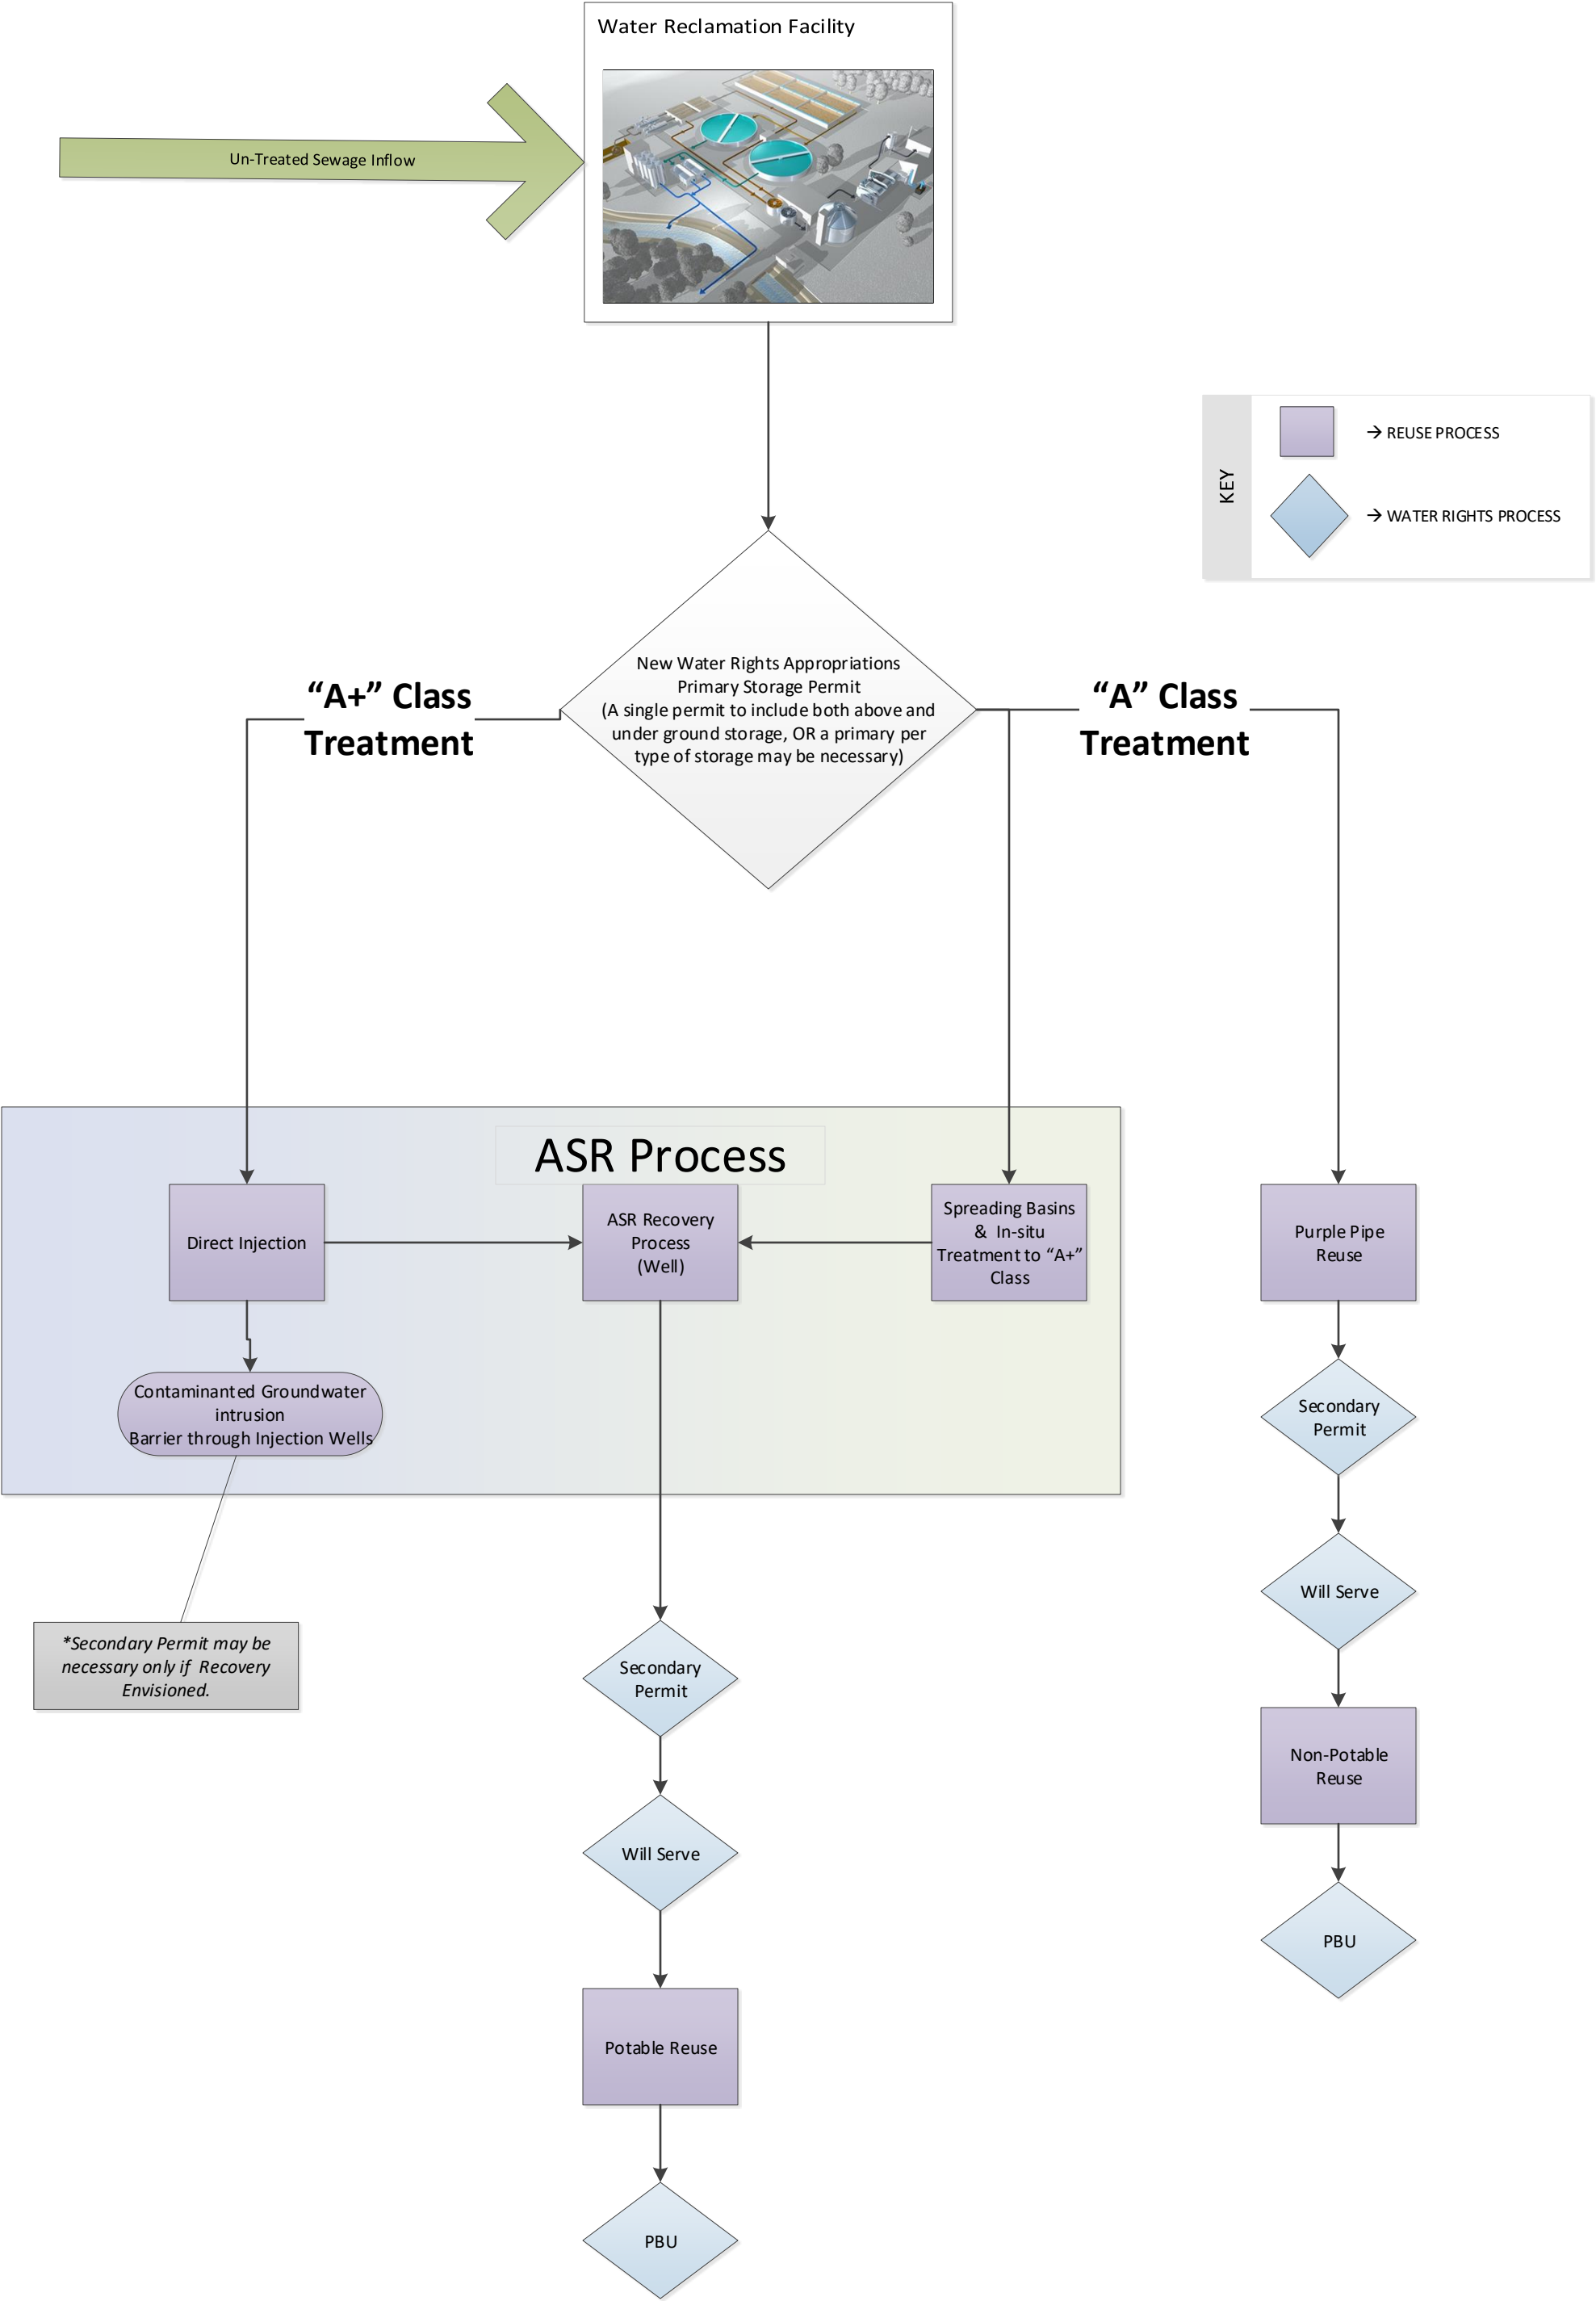 Water Reclamation Facility
Un-Treated Sewage Inflow
KEY
→ REUSE PROCESS
→ WATER RIGHTS PROCESS
New Water Rights Appropriations
Primary Storage Permit
(A single permit to include both above and
under ground storage, OR a primary per
type of storage may be necessary)
“A+” Class
Treatment
“A” Class
Treatment
ASR Process
Direct Injection
ASR Recovery
Process
(Well)
Spreading Basins
& In-situ
Treatment to “A+”
Class
Purple Pipe
Reuse
Contaminanted Groundwater
intrusion
Barrier through Injection Wells
Secondary
Permit
Will Serve
*Secondary Permit may be
necessary only if Recovery
Envisioned.
Secondary
Permit
Non-Potable
Reuse
Will Serve
PBU
Potable Reuse
PBU